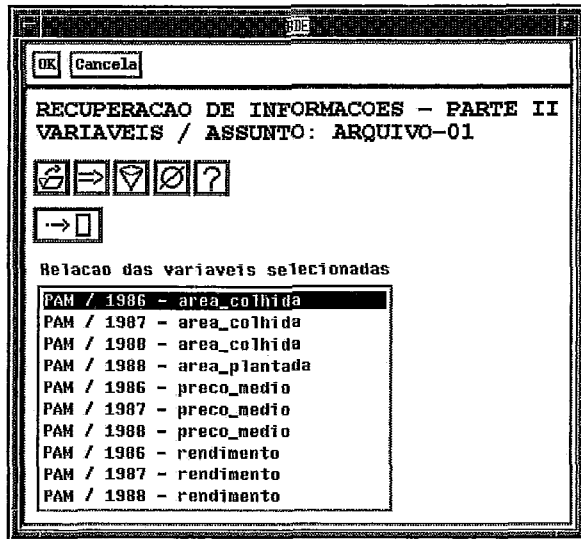 BDE
OK Cancela
RECUPERACAO DE INFORMACOES - PARTE II
VARIAVEIS / ASSUNTO: ARQUIVO-01
?
Relacao das variaveis selecionadas
PAM / 1986 - area_colhida
PAM / 1987 - area_colhida
PAM / 1988 - area_colhida
PAM / 1988 - area_plantada
PAM / 1986 - preco_medio
PAM / 1987 - preco_medio
PAM / 1988 - preco_medio
PAM / 1986 - rendimento
PAM / 1987 - rendimento
PAM / 1988 - rendimento